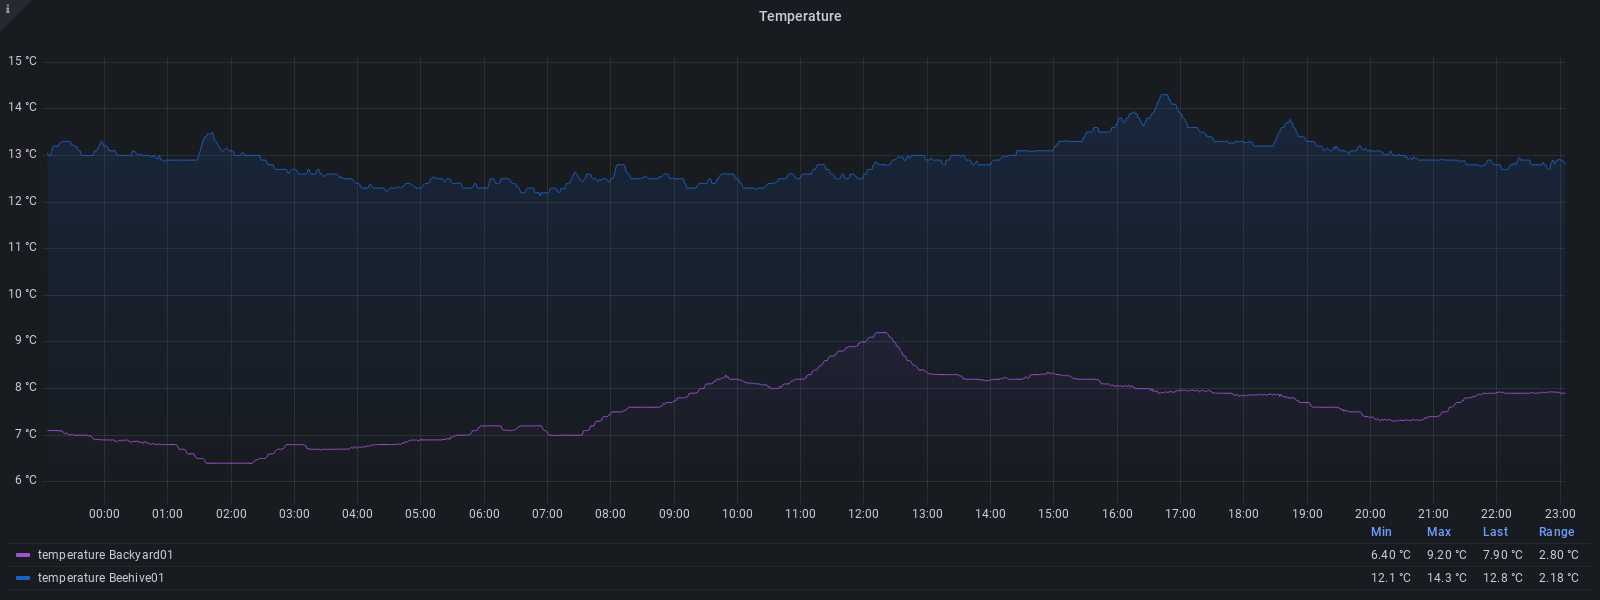 i
Temperature
15 °C
14 °C
13 °C
12 °C
11 °C
10 °C
9 °C
8 °C
7 °C
6 °C
00:00 01:00 02:00 03:00 04:00 05:00 06:00 07:00 08:00 09:00 10:00 11:00 12:00 13:00 14:00 15:00 16:00 17:00 18:00 19:00 20:00 21:00 22:00 23:00
Min Max Last Range
temperature Backyard01 6.40 °C 9.20 °C 7.90 °C 2.80 °C
temperature Beehive01 12.1 °C 14.3 °C 12.8 °C 2.18 °C